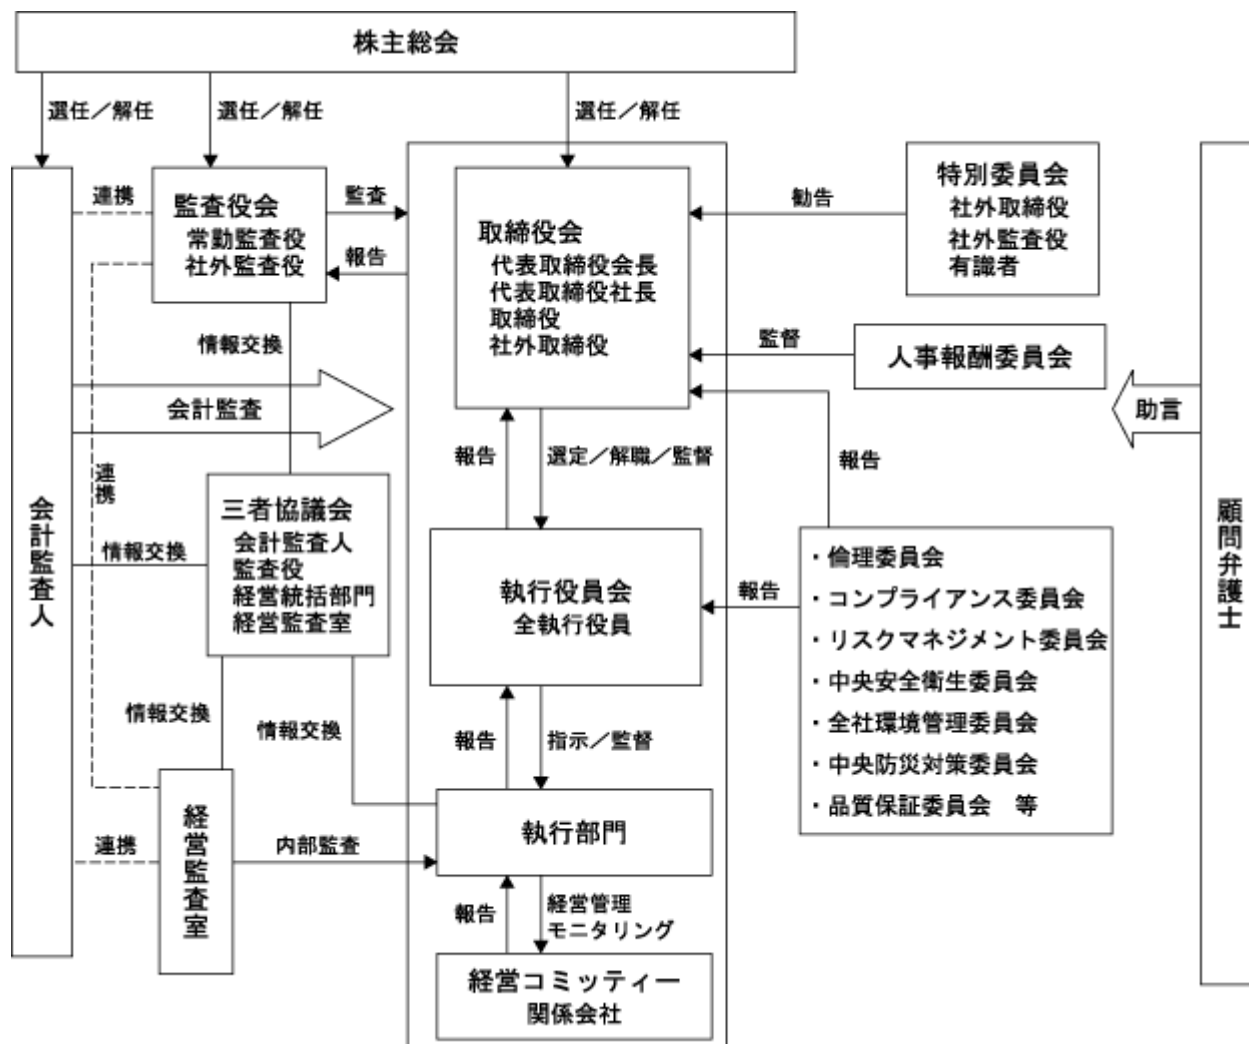 株主総会
選任／解任
選任／解任
選任／解任
会計監査人
連携
監査役会
常勤監査役
社外監査役
監査
報告
取締役会
代表取締役会長
代表取締役社長
取締役
社外取締役
勧告
特別委員会
社外取締役
社外監査役
有識者
監督
人事報酬委員会
情報交換
会計監査
助言
顧問弁護士
報告
選定／解職／監督
報告
連携
三者協議会
会計監査人
監査役
経営統括部門
経営監査室
情報交換
執行役員会
全執行役員
報告
・倫理委員会
・コンプライアンス委員会
・リスクマネジメント委員会
・中央安全衛生委員会
・全社環境管理委員会
・中央防災対策委員会
・品質保証委員会　等
情報交換
情報交換
報告
指示／監督
経営監査室
連携
内部監査
執行部門
報告
経営管理
モニタリング
経営コミッティー
関係会社